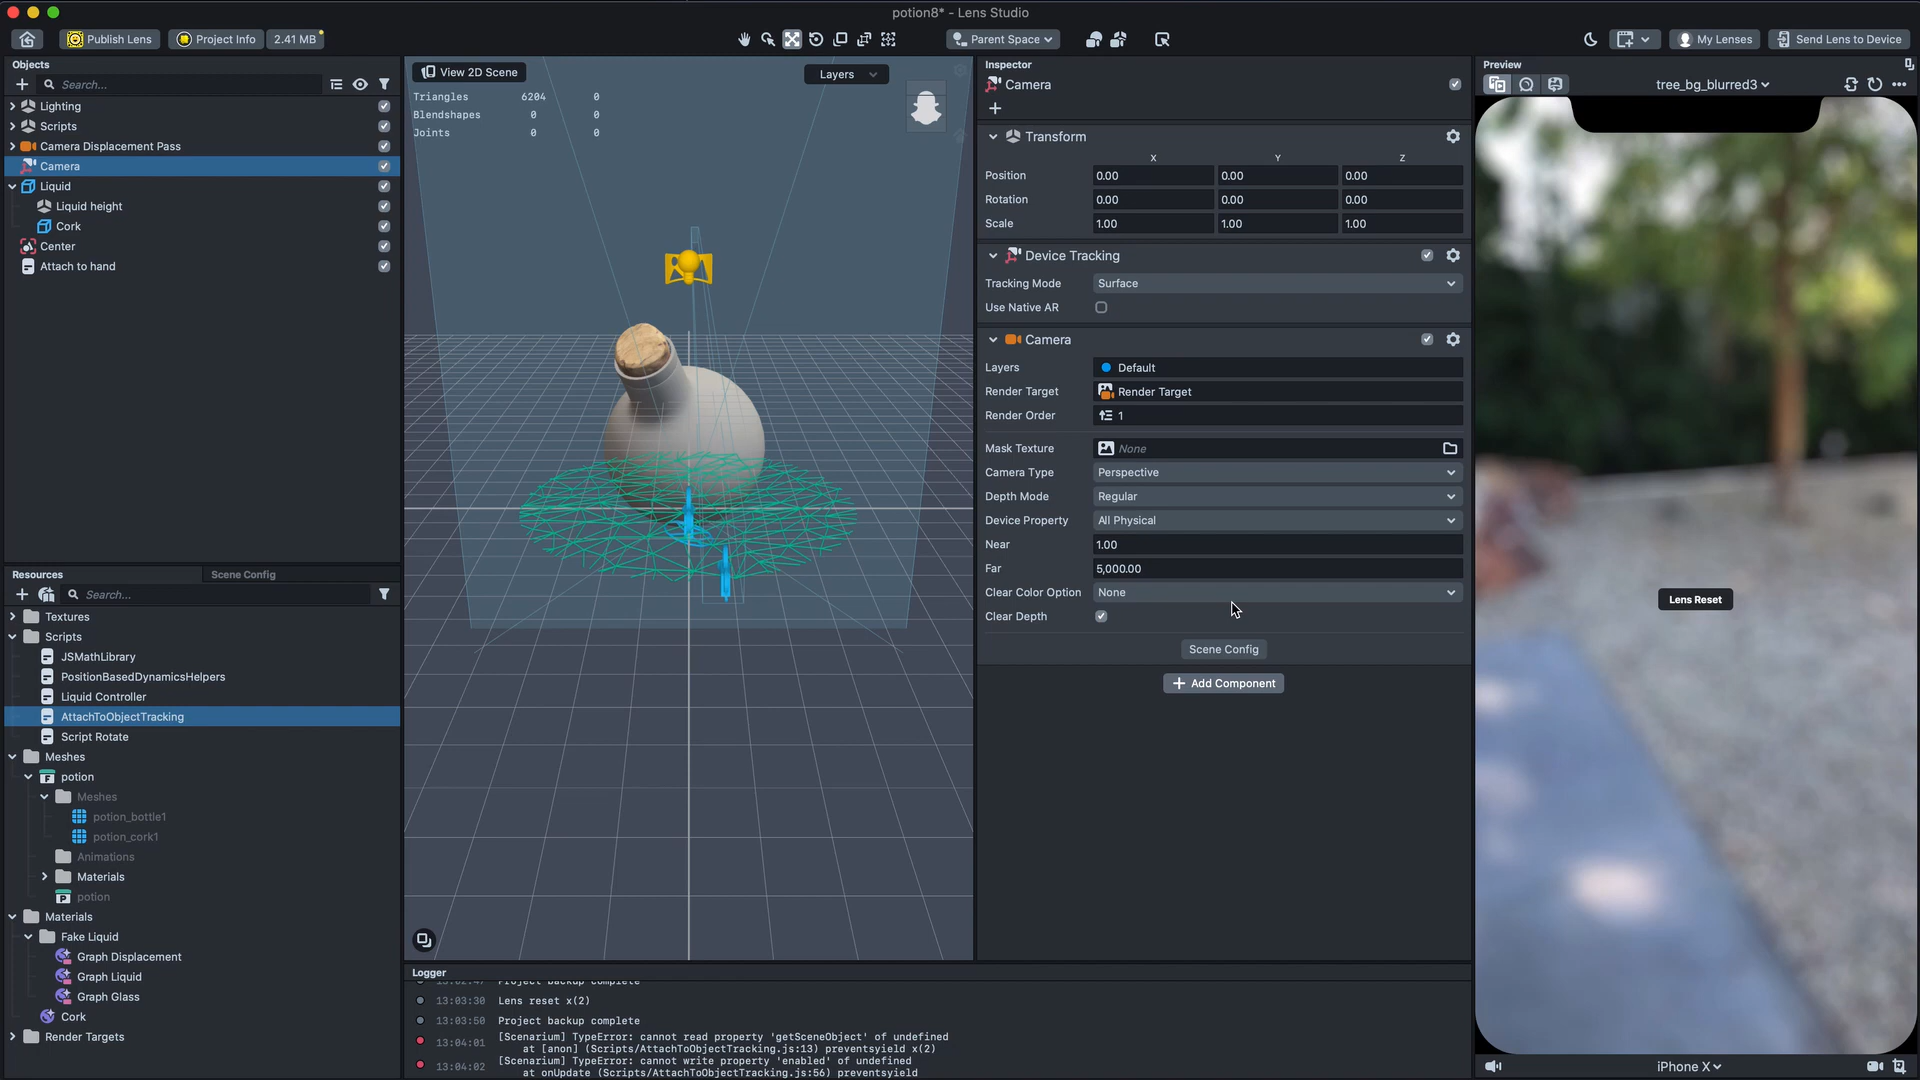 potion8* - Lens Studio
Publish Lens
Project Info
2.41 MB
Parent Space
My Lenses
Send Lens to Device
Objects
Search...
Lighting
Scripts
Camera Displacement Pass
Camera
Liquid
Liquid height
Cork
Center
Attach to hand
Resources
Scene Config
Search...
Textures
Scripts
JSMathLibrary
PositionBasedDynamicsHelpers
Liquid Controller
AttachToObjectTracking
Script Rotate
Meshes
potion
Meshes
potion_bottle1
potion_cork1
Animations
Materials
potion
Materials
Fake Liquid
Graph Displacement
Graph Liquid
Graph Glass
Cork
Render Targets
View 2D Scene
Layers
Triangles 6204 0
Blendshapes 0 0
Joints 0 0
Logger
13:02:47 Project backup complete
13:03:30 Lens reset x(2)
13:03:50 Project backup complete
13:04:01 [Scenarium] TypeError: cannot read property 'getSceneObject' of undefined
at [anon] (Scripts/AttachToObjectTracking.js:13) preventsyield x(2)
13:04:02 [Scenarium] TypeError: cannot write property 'enabled' of undefined
at onUpdate (Scripts/AttachToObjectTracking.js:56) preventsyield
Inspector
Camera
Transform
X Y Z
Position 0.00 0.00 0.00
Rotation 0.00 0.00 0.00
Scale 1.00 1.00 1.00
Device Tracking
Tracking Mode Surface
Use Native AR
Camera
Layers Default
Render Target Render Target
Render Order 1
Mask Texture None
Camera Type Perspective
Depth Mode Regular
Device Property All Physical
Near 1.00
Far 5,000.00
Clear Color Option None
Clear Depth
Scene Config
Add Component
Preview
tree_bg_blurred3
Lens Reset
iPhone X